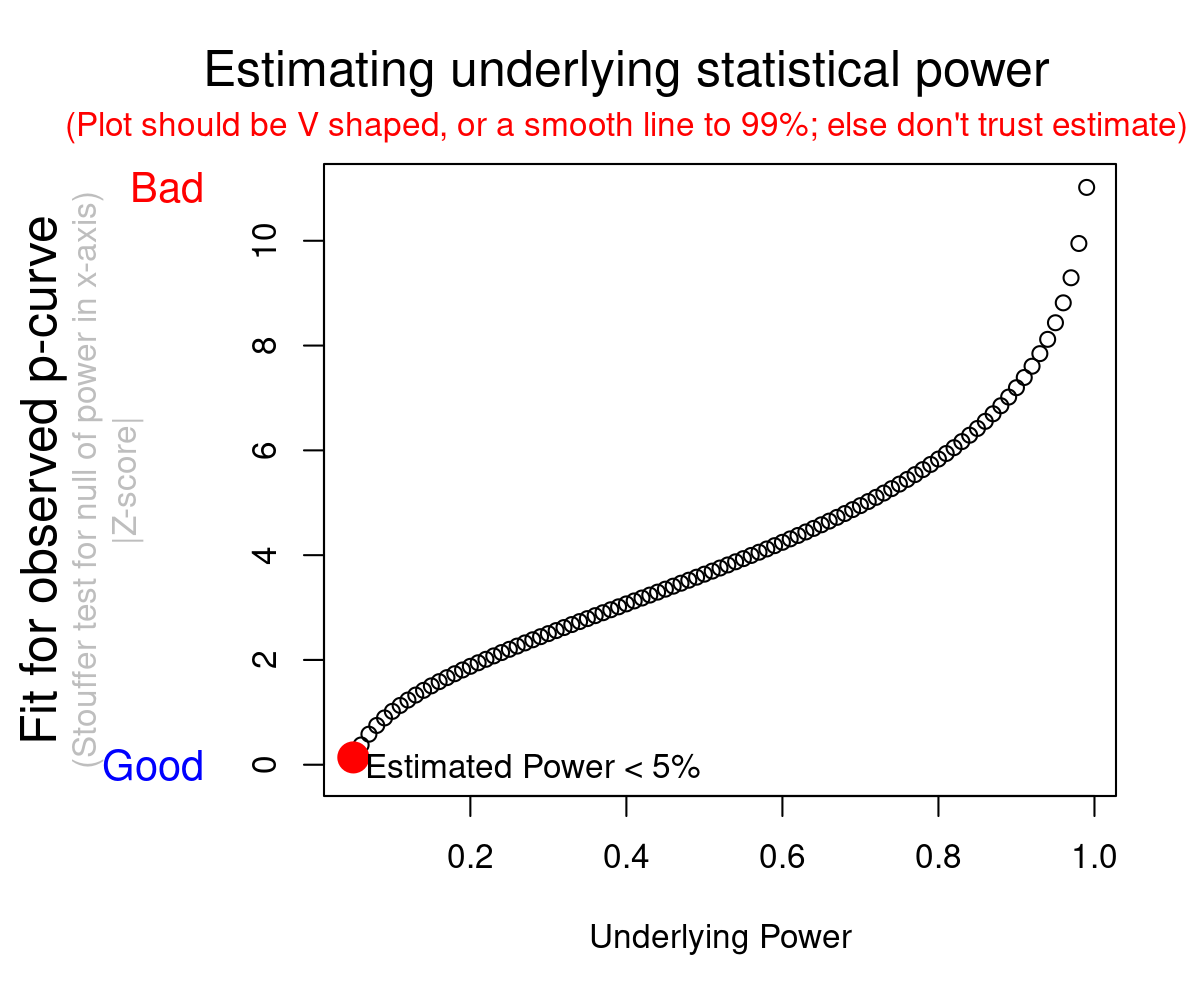 Estimating underlying statistical power
(Plot should be V shaped, or a smooth line to 99%; else don't trust estimate)
Bad
Good
Fit for observed p-curve
(Stouffer test for null of power in x-axis)
|Z-score|
10
8
6
4
2
0
Estimated Power < 5%
0.2 0.4 0.6 0.8 1.0
Underlying Power